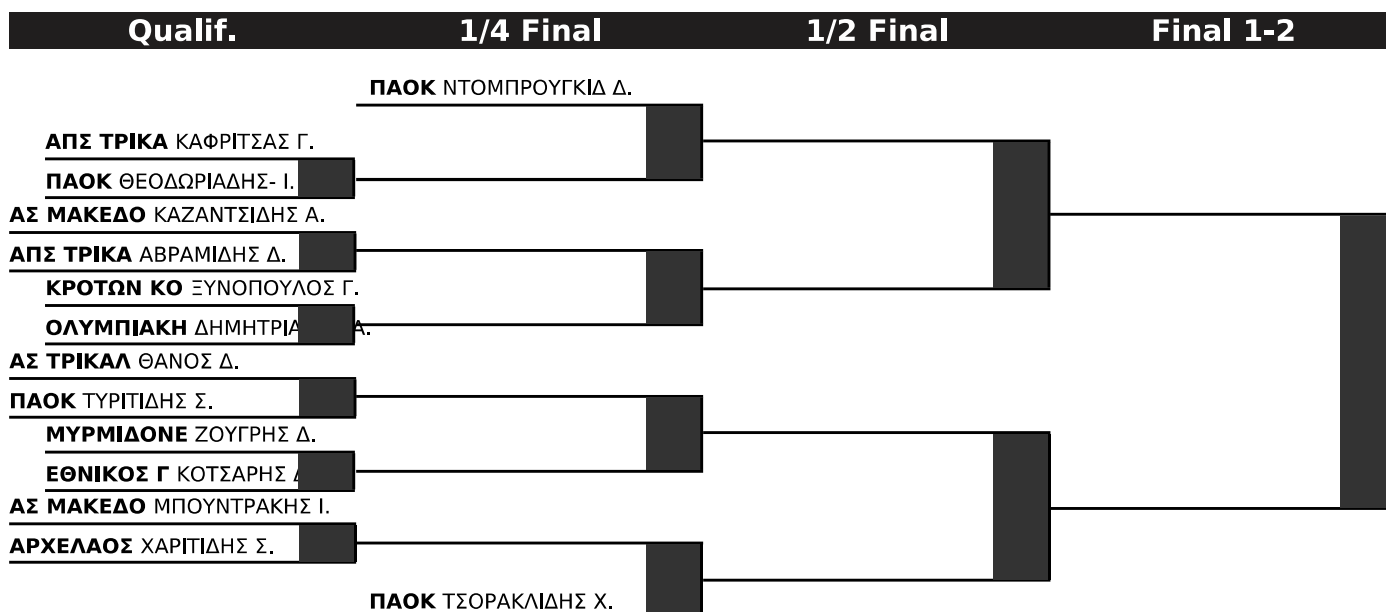 Qualif. 1/4 Final 1/2 Final Final 1-2
ΠΑΟΚ ΝΤΟΜΠΡΟΥΓΚΙΔ Δ.
ΑΠΣ ΤΡΙΚΑ ΚΑΦΡΙΤΣΑΣ Γ.
ΠΑΟΚ ΘΕΟΔΩΡΙΑΔΗΣ- Ι.
ΑΣ ΜΑΚΕΔΟ ΚΑΖΑΝΤΣΙΔΗΣ Α.
ΑΠΣ ΤΡΙΚΑ ΑΒΡΑΜΙΔΗΣ Δ.
ΚΡΟΤΩΝ ΚΟ ΞΥΝΟΠΟΥΛΟΣ Γ.
ΟΛΥΜΠΙΑΚΗ
ΑΣ ΤΡΙΚΑΛ ΘΑΝΟΣ Δ.
ΠΑΟΚ ΤΥΡΙΤΙΔΗΣ Σ.
ΜΥΡΜΙΔΟΝΕ ΖΟΥΓΡΗΣ Δ.
ΕΘΝΙΚΟΣ Γ ΚΟΤΣΑΡΗΣ
ΑΣ ΜΑΚΕΔΟ ΜΠΟΥΝΤΡΑΚΗΣ Ι.
ΑΡΧΕΛΑΟΣ ΧΑΡΙΤΙΔΗΣ Σ.
ΠΑΟΚ ΤΣΟΡΑΚΛΙΔΗΣ Χ.